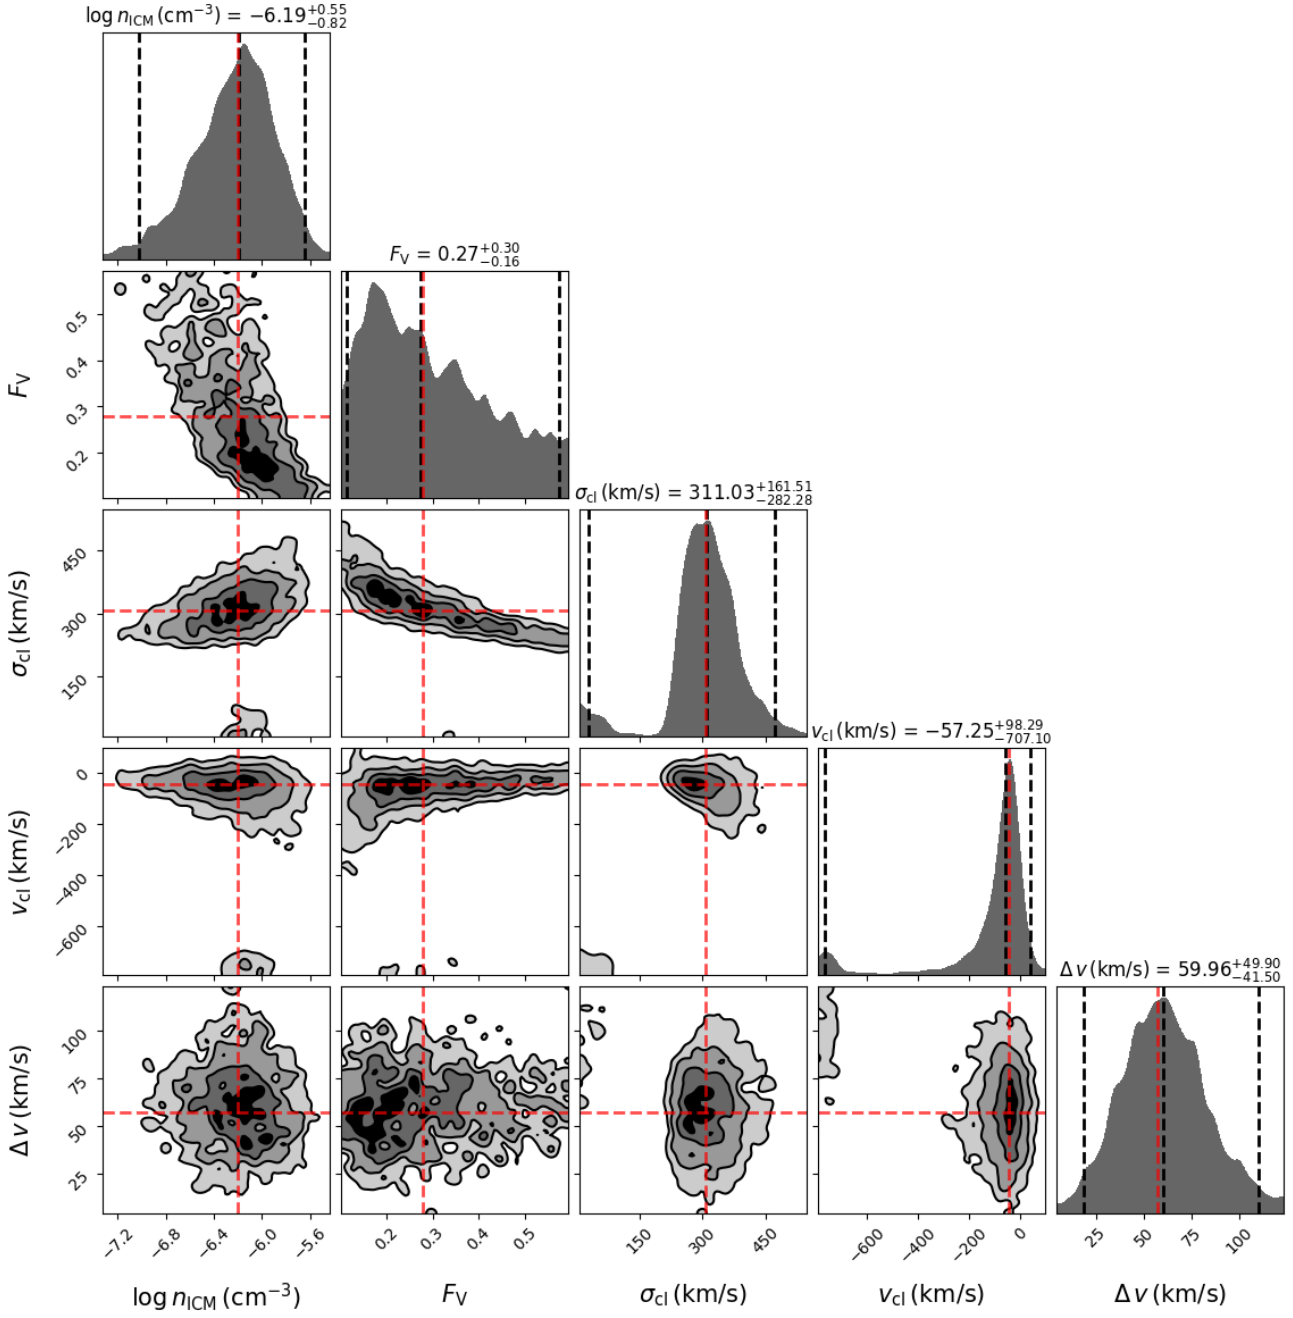 log n_ICM (cm⁻³) = −6.19 +0.55 −0.82
F_V = 0.27 +0.30 −0.16
0.5
0.4
0.3
0.2
F_V
σ_cl (km/s) = 311.03 +161.51 −282.28
450
300
150
σ_cl (km/s)
v_cl (km/s) = −57.25 +98.29 −707.10
0
−200
−400
−600
v_cl (km/s)
Δ v (km/s) = 59.96 +49.90 −41.50
100
75
50
25
Δ v (km/s)
−7.2 −6.8 −6.4 −6.0 −5.6 0.2 0.3 0.4 0.5 150 300 450 −600 −400 −200 0 25 50 75 100
log n_ICM (cm⁻³) F_V σ_cl (km/s) v_cl (km/s) Δ v (km/s)